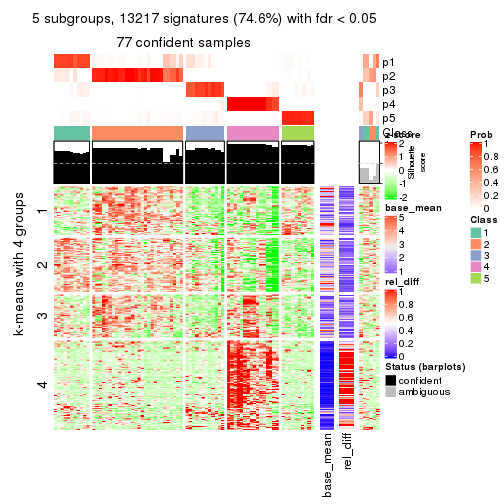 5 subgroups, 13217 signatures (74.6%) with fdr < 0.05
77 confident samples
p1
p2
p3
p4
p5
Class
z-score
2
1
0
-1
-2
Silhouette
score
k-means with 4 groups
1
2
3
4
base_mean
5
4
3
2
1
rel_diff
1
0.8
0.6
0.4
0.2
0
Status (barplots)
confident
ambiguous
Prob
1
0.8
0.6
0.4
0.2
0
Class
1
2
3
4
5
base_mean
rel_diff